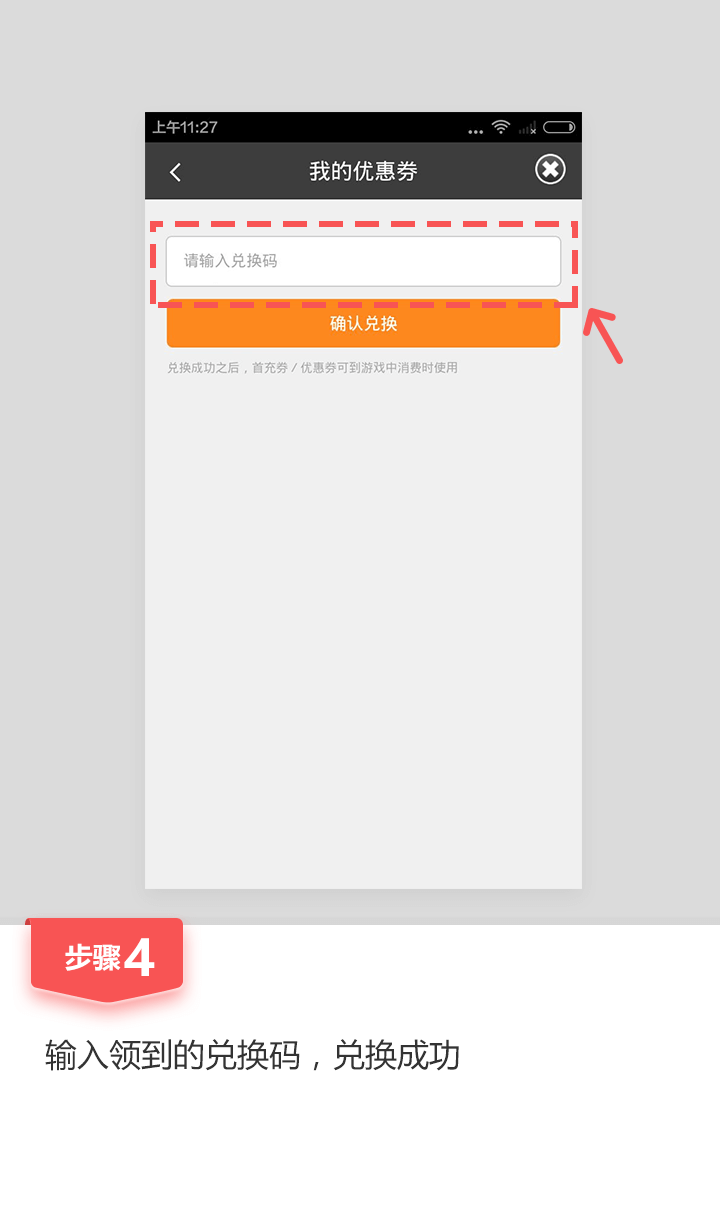 上午11:27
我的优惠券
请输入兑换码
确认兑换
兑换成功之后，首充券 / 优惠券可到游戏中消费时使用
步骤4
输入领到的兑换码，兑换成功